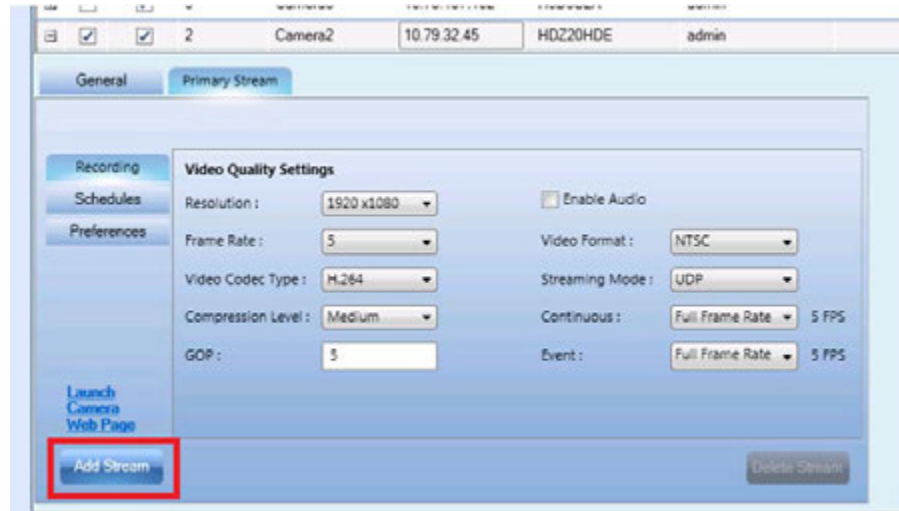 2 Camera2 10.79.32.45 HDZ20HDE admin
General Primary Stream
Recording
Schedules
Preferences
Video Quality Settings
Resolution : 1920 x1080 Enable Audio
Frame Rate : 5 Video Format : NTSC
Video Codec Type : H.264 Streaming Mode : UDP
Compression Level : Medium Continuous : Full Frame Rate 5 FPS
GOP : 5 Event : Full Frame Rate 5 FPS
Launch
Camera
Web Page
Add Stream Delete Stream